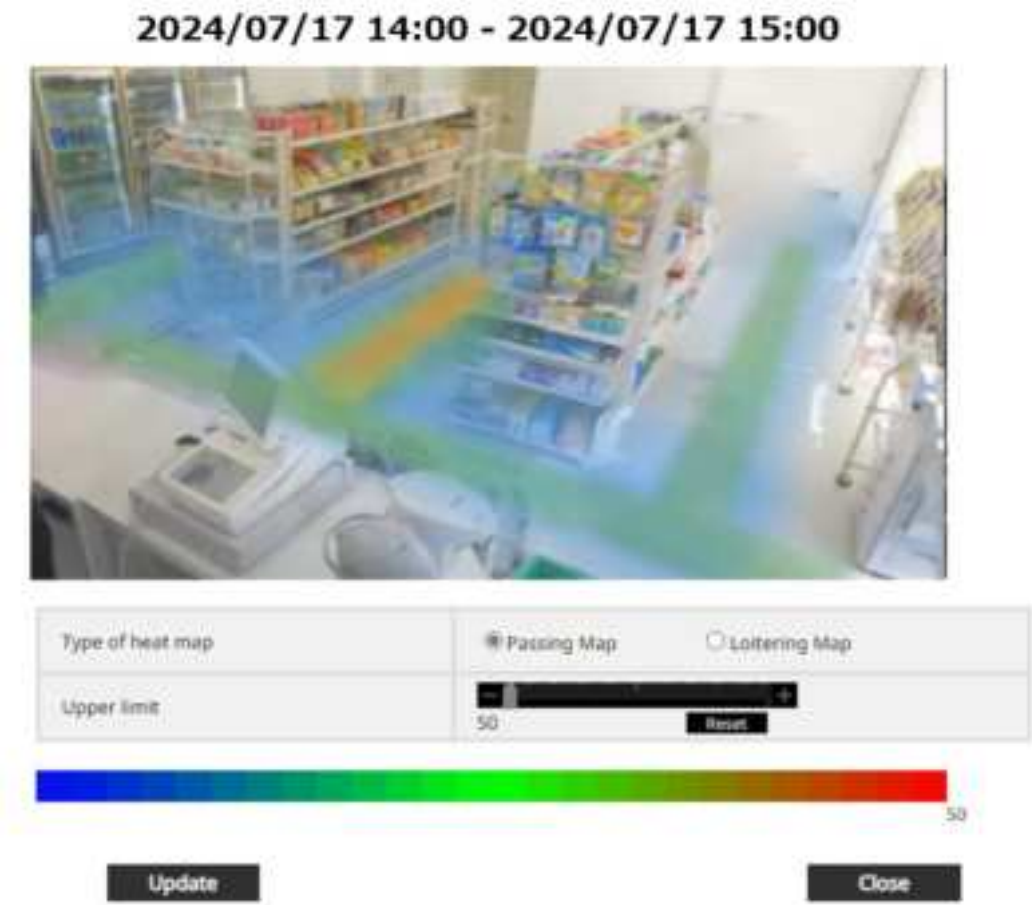 2024/07/17 14:00 - 2024/07/17 15:00
Type of heat map
Passing Map
Loitering Map
Upper limit
50
Reset
50
Update
Close